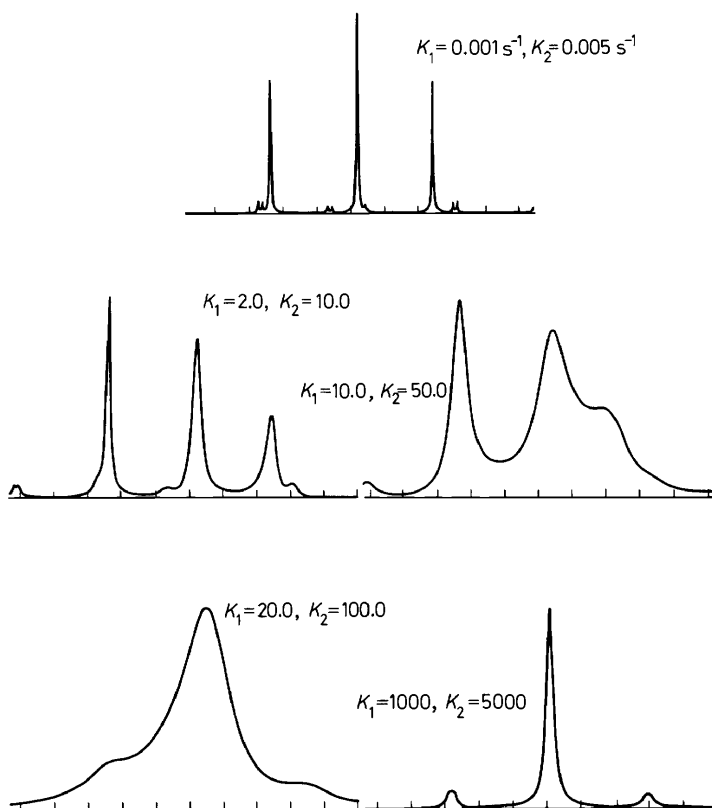 K₁=0.001 s⁻¹, K₂=0.005 s⁻¹
K₁=2.0, K₂=10.0
K₁=10.0, K₂=50.0
K₁=20.0, K₂=100.0
K₁=1000, K₂=5000